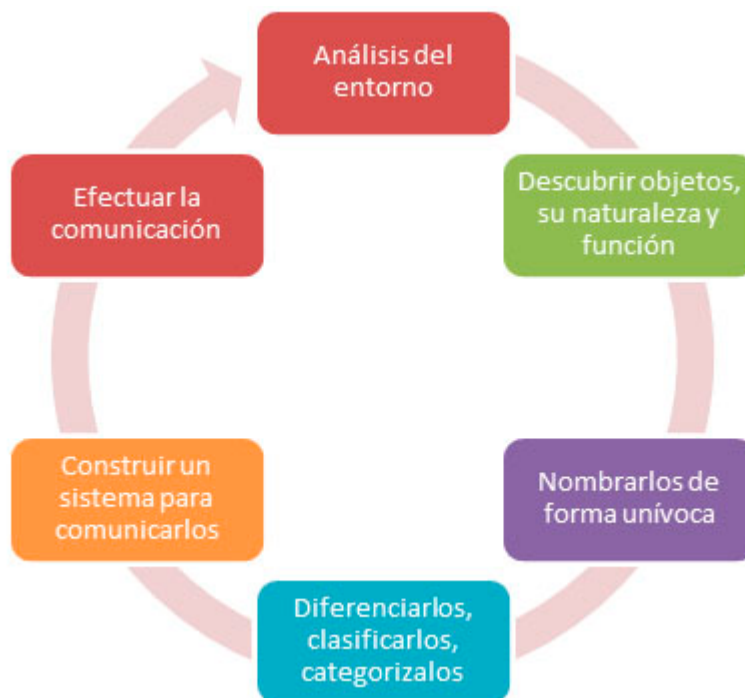 Análisis del
entorno
Descubrir objetos,
su naturaleza y
función
Nombrarlos de
forma unívoca
Diferenciarlos,
clasificarlos,
categorizalos
Construir un
sistema para
comunicarlos
Efectuar la
comunicación